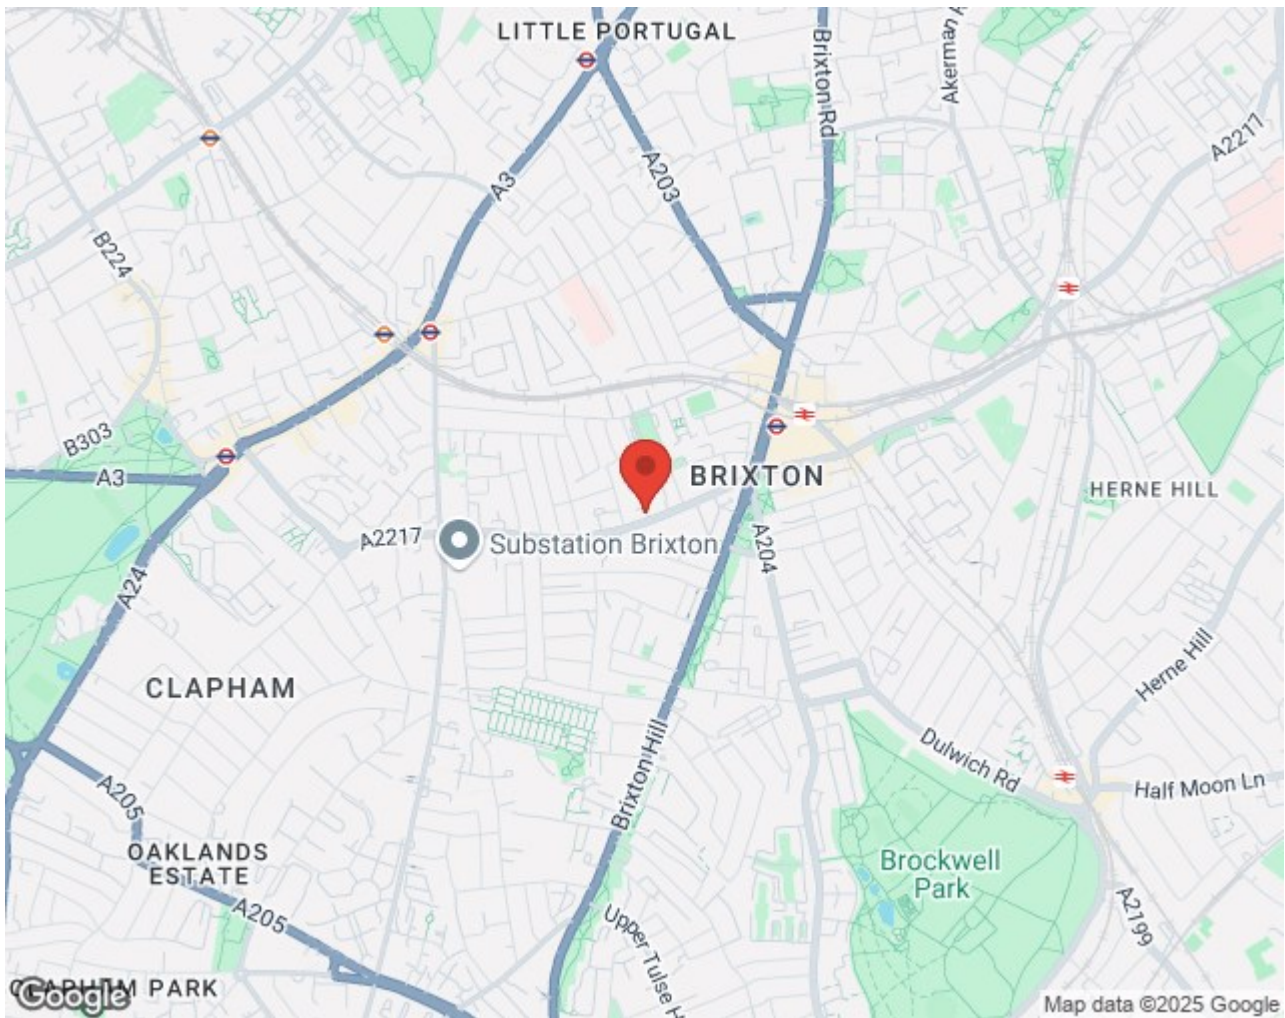 LITTLE PORTUGAL
Brixton Rd
Akerman R
A2217
A3
A203
B224
B303
A3
BRIXTON
HERNE HILL
A2217
Substation Brixton
A204
A24
CLAPHAM
Herne Hill
Dulwich Rd
Half Moon Ln
Brixton Hill
A205
OAKLANDS
ESTATE
Brockwell
Park
A205
Upper Tulse H
A2199
CLAPHAM PARK
Google
Map data ©2025 Google